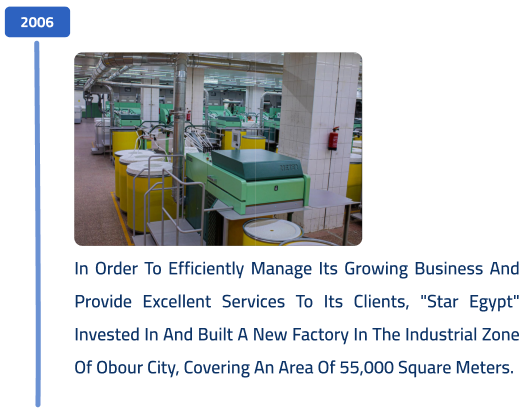 2006
In Order To Efficiently Manage Its Growing Business And
Provide Excellent Services To Its Clients, "Star Egypt"
Invested In And Built A New Factory In The Industrial Zone
Of Obour City, Covering An Area Of 55,000 Square Meters.